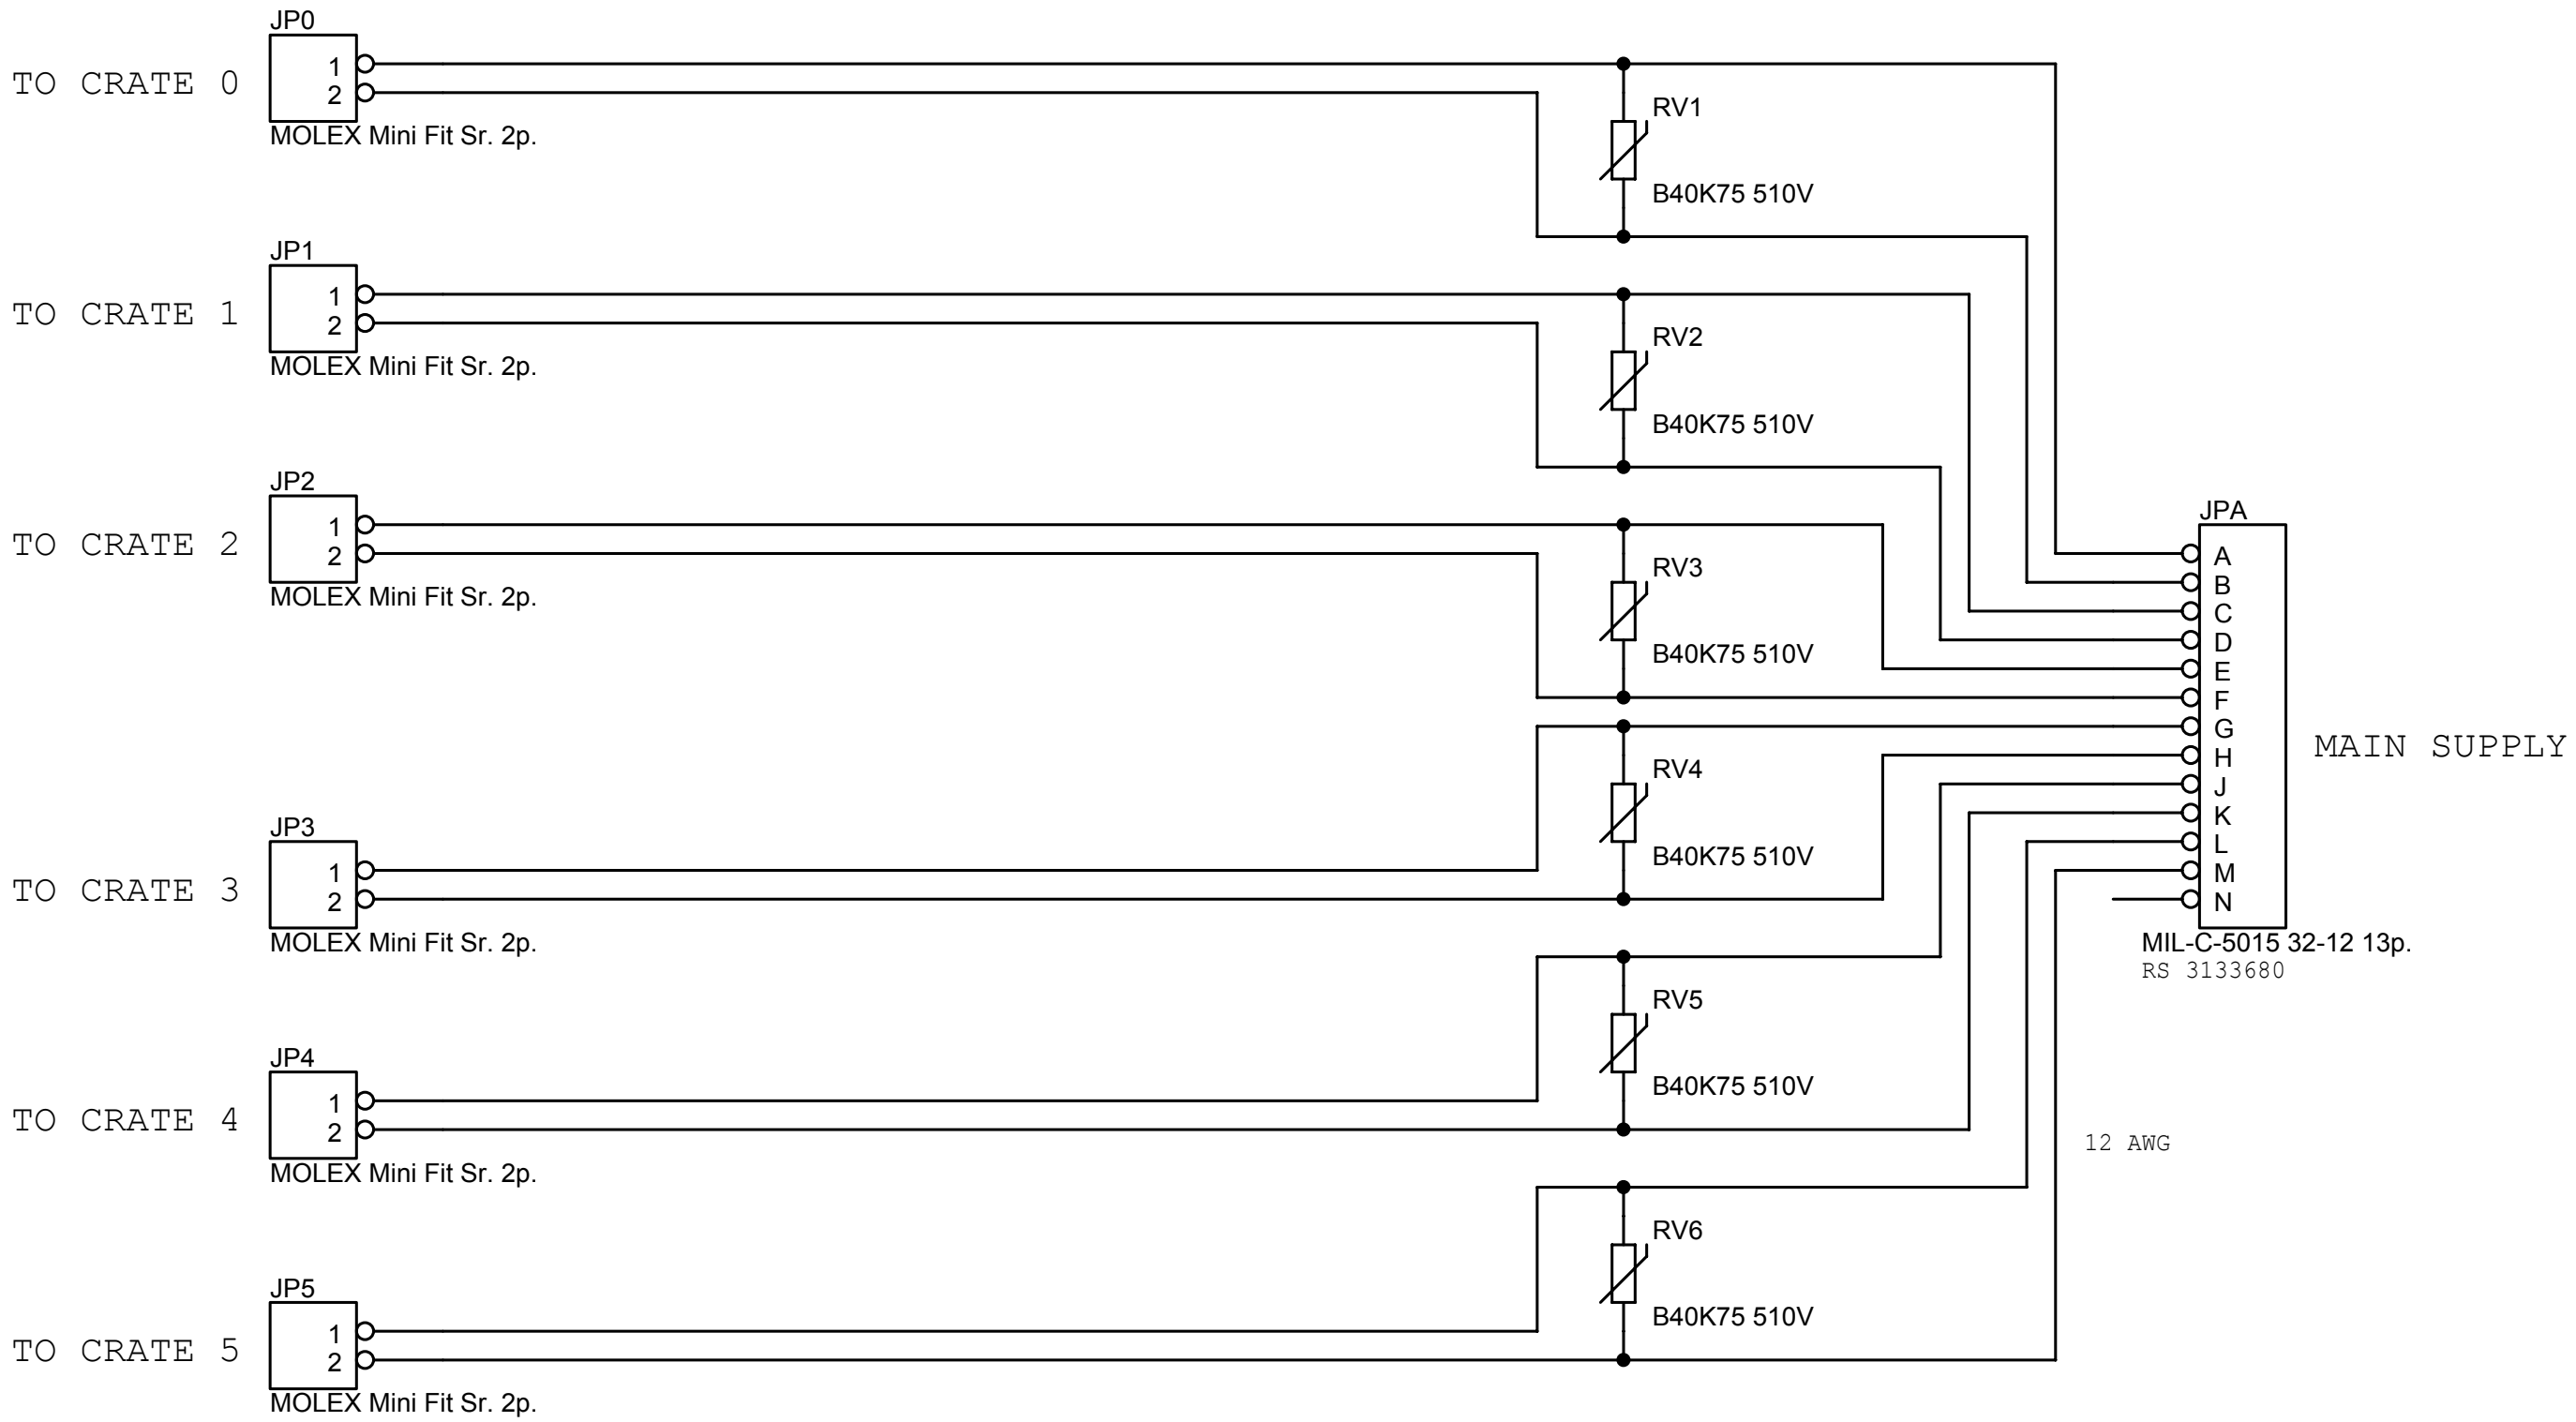 JP0
TO CRATE 0
1
2
MOLEX Mini Fit Sr. 2p.
RV1
B40K75 510V
JP1
TO CRATE 1
1
2
MOLEX Mini Fit Sr. 2p.
RV2
B40K75 510V
JP2
TO CRATE 2
1
2
MOLEX Mini Fit Sr. 2p.
RV3
B40K75 510V
JP3
TO CRATE 3
1
2
MOLEX Mini Fit Sr. 2p.
RV4
B40K75 510V
JP4
TO CRATE 4
1
2
MOLEX Mini Fit Sr. 2p.
RV5
B40K75 510V
JP5
TO CRATE 5
1
2
MOLEX Mini Fit Sr. 2p.
RV6
B40K75 510V
JPA
A
B
C
D
E
F
G
H
J
K
L
M
N
MAIN SUPPLY
MIL-C-5015 32-12 13p.
RS 3133680
12 AWG